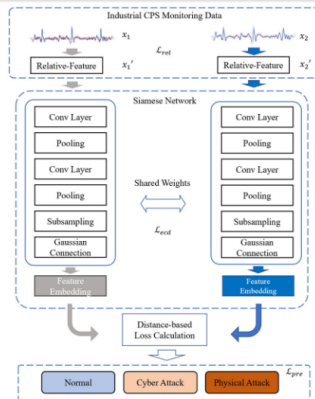 Industrial CPS Monitoring Data
x₁ x₂
ℒrel
Relative-Feature x₁' Relative-Feature x₂'
Siamese Network
Conv Layer Conv Layer
Pooling Pooling
Conv Layer Conv Layer
Shared Weights
Pooling Pooling
Subsampling Subsampling
ℒecd
Gaussian Gaussian
Connection Connection
Feature Feature
Embedding Embedding
Distance-based
Loss Calculation
ℒpre
Normal Cyber Attack Physical Attack